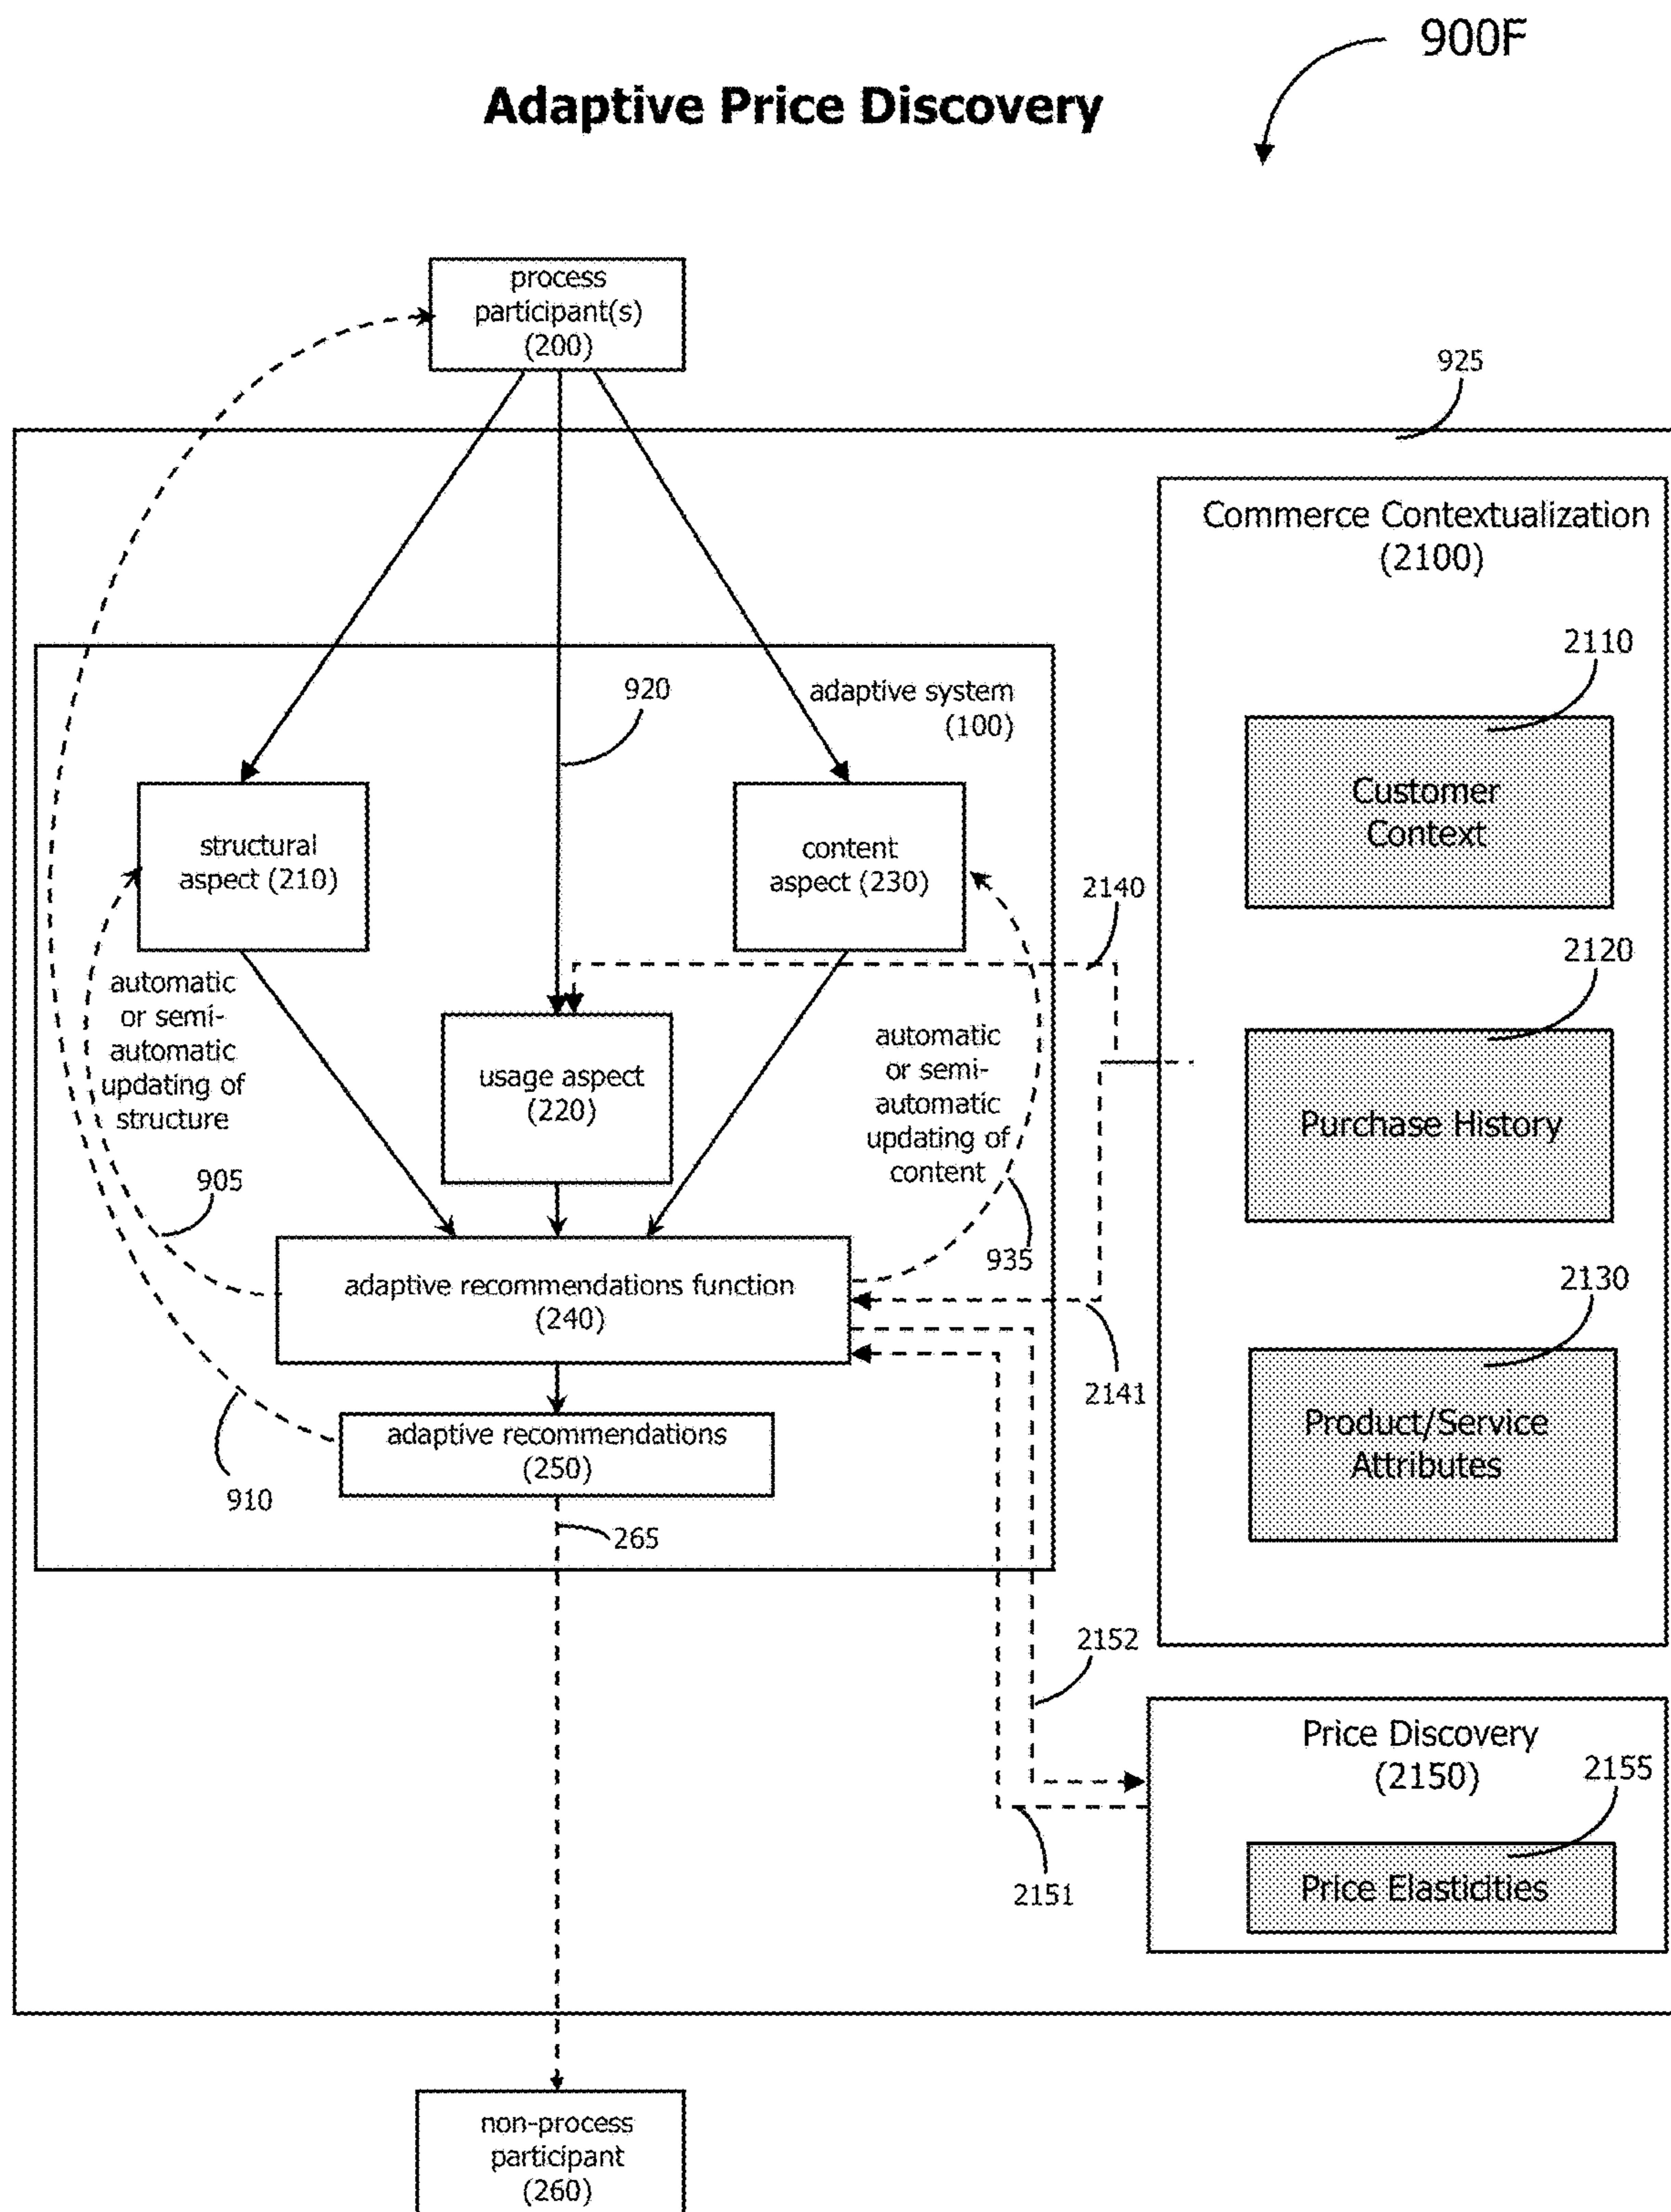 900F
Adaptive Price Discovery
process
participant(s)
(200)
925
Commerce Contextualization
(2100)
2110
Customer
Context
2120
Purchase History
2130
Product/Service
Attributes
920
adaptive system
(100)
structural
aspect (210)
content
aspect (230)
2140
automatic
or semi-
automatic
updating of
structure
usage aspect
(220)
automatic
or semi-
automatic
updating of
content
905
935
adaptive recommendations function
(240)
2141
adaptive recommendations
(250)
910
265
2152
Price Discovery
(2150)
2155
Price Elasticities
2151
non-process
participant
(260)